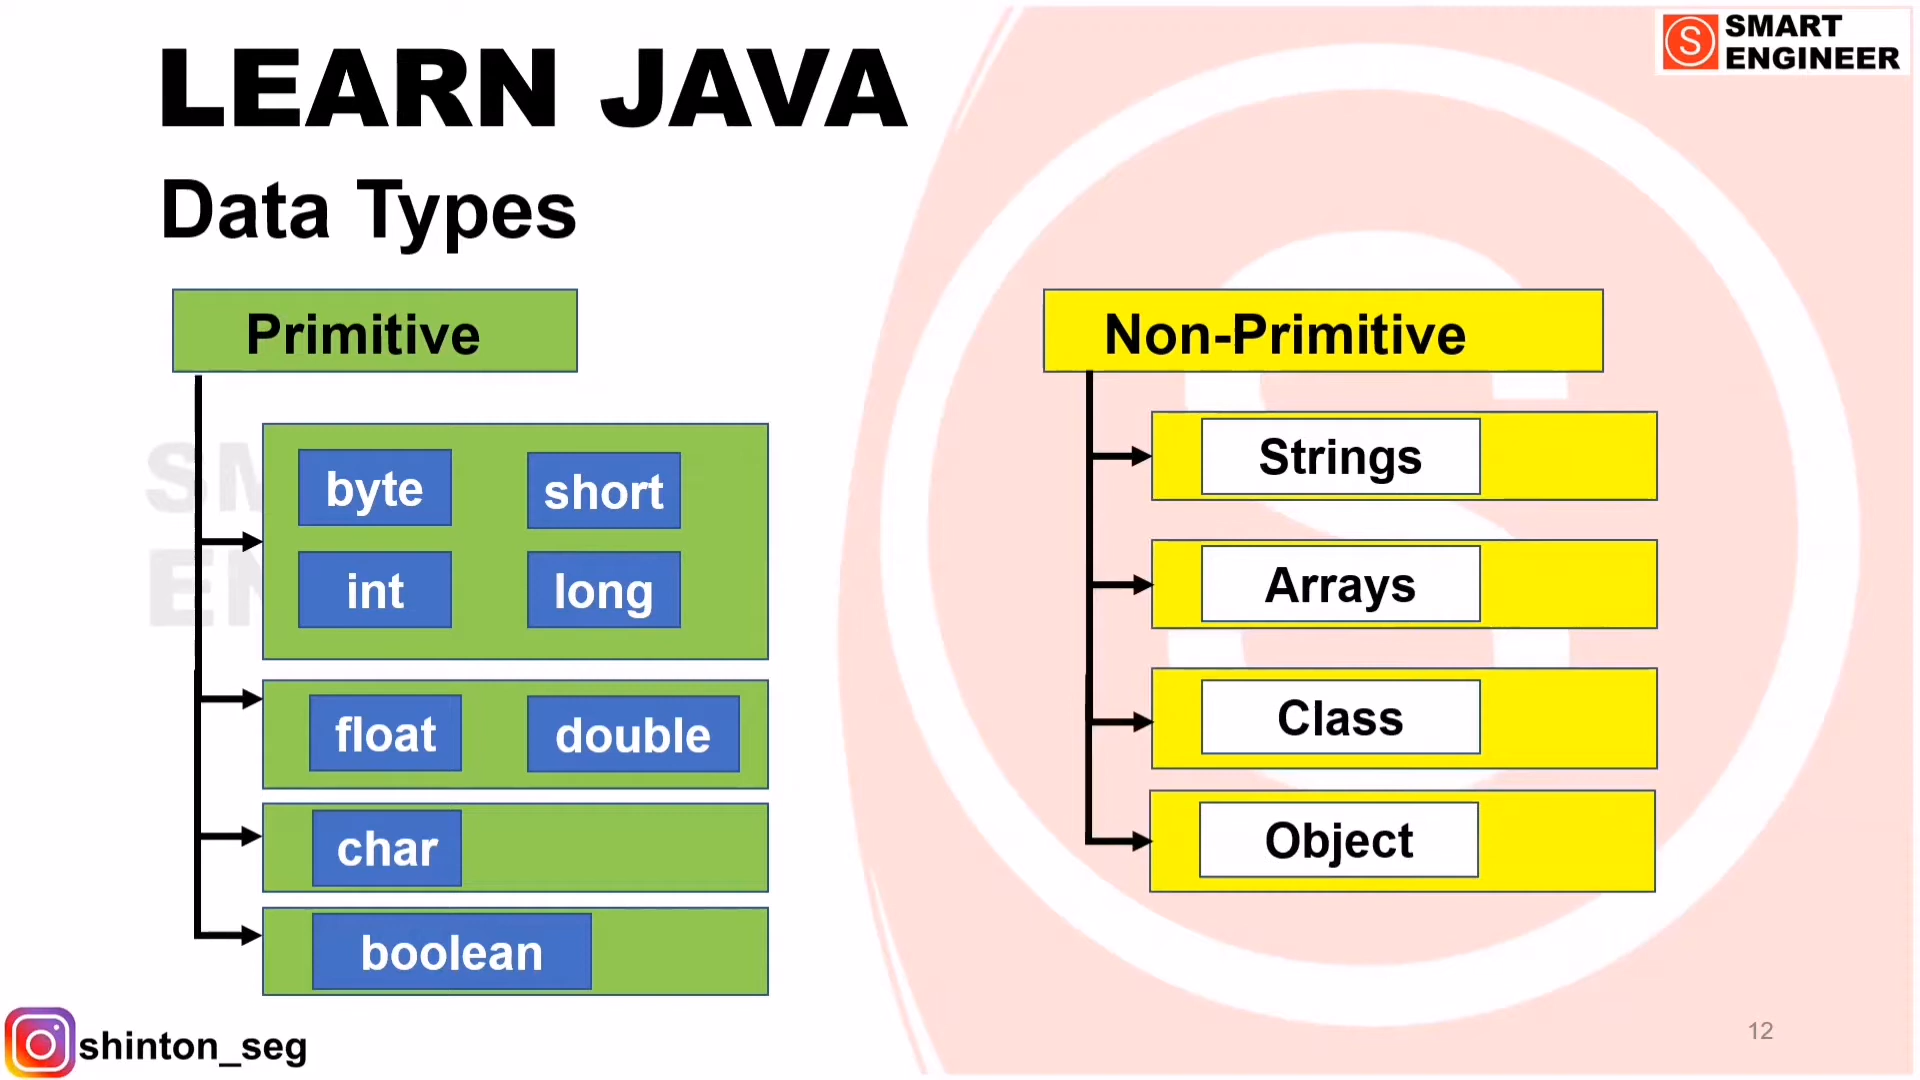 LEARN JAVA
SMART
ENGINEER
Data Types
Primitive
byte
short
int
long
float
double
char
boolean
Non-Primitive
Strings
Arrays
Class
Object
shinton_seg
12